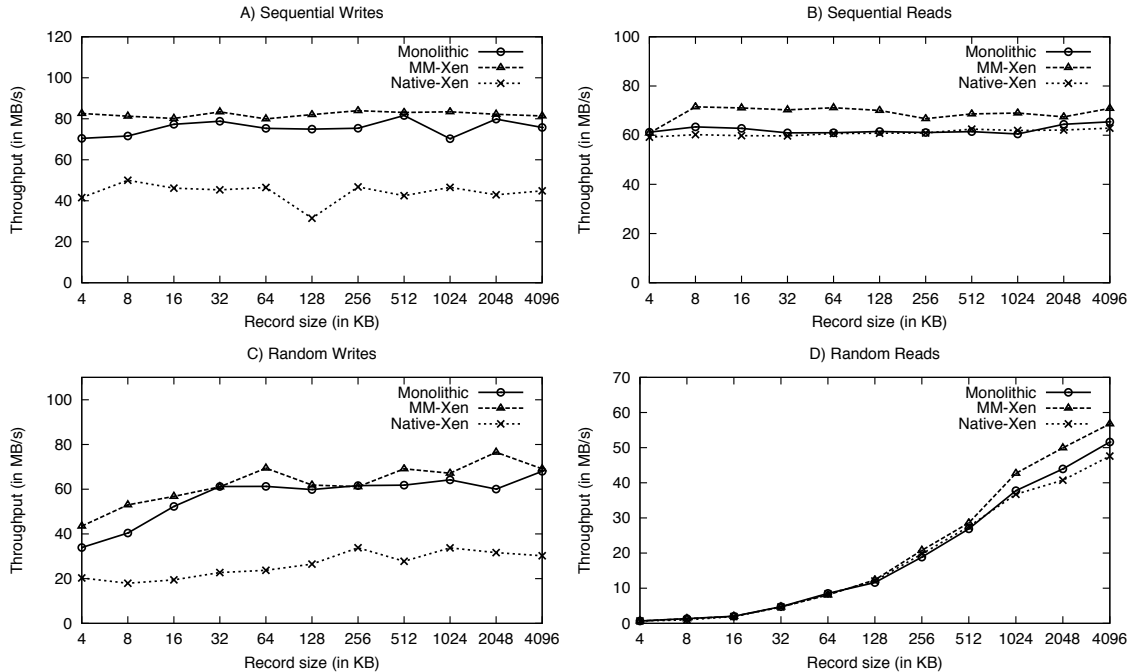 A) Sequential Writes
Throughput (in MB/s)
120
100
80
60
40
20
0
Monolithic
MM-Xen
Native-Xen
4 8 16 32 64 128 256 512 1024 2048 4096
Record size (in KB)
B) Sequential Reads
Throughput (in MB/s)
100
80
60
40
20
0
Monolithic
MM-Xen
Native-Xen
4 8 16 32 64 128 256 512 1024 2048 4096
Record size (in KB)
C) Random Writes
Throughput (in MB/s)
100
80
60
40
20
0
Monolithic
MM-Xen
Native-Xen
4 8 16 32 64 128 256 512 1024 2048 4096
Record size (in KB)
D) Random Reads
Throughput (in MB/s)
70
60
50
40
30
20
10
0
Monolithic
MM-Xen
Native-Xen
4 8 16 32 64 128 256 512 1024 2048 4096
Record size (in KB)